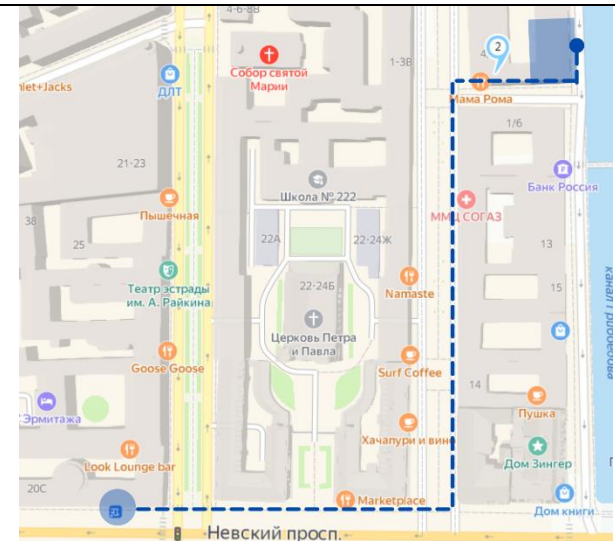 4-6-8В
Собор святой
Марии
1-3В
2
4
let+Jacks
ДЛТ
Мама Рома
1/6
21-23
Школа № 222
Банк Россия
Пышечная
ММЦ СОГАЗ
38
25
22А
22-24Ж
13
Театр эстрады
им. А. Райкина
22-24Б
Namaste
15
канал Грибоедова
Церковь Петра
и Павла
Goose Goose
Surf Coffee
14
Пушка
Эрмитажа
Хачапури и вино
Look Lounge bar
Дом Зингер
20С
Marketplace
Дом книги
Невский просп.